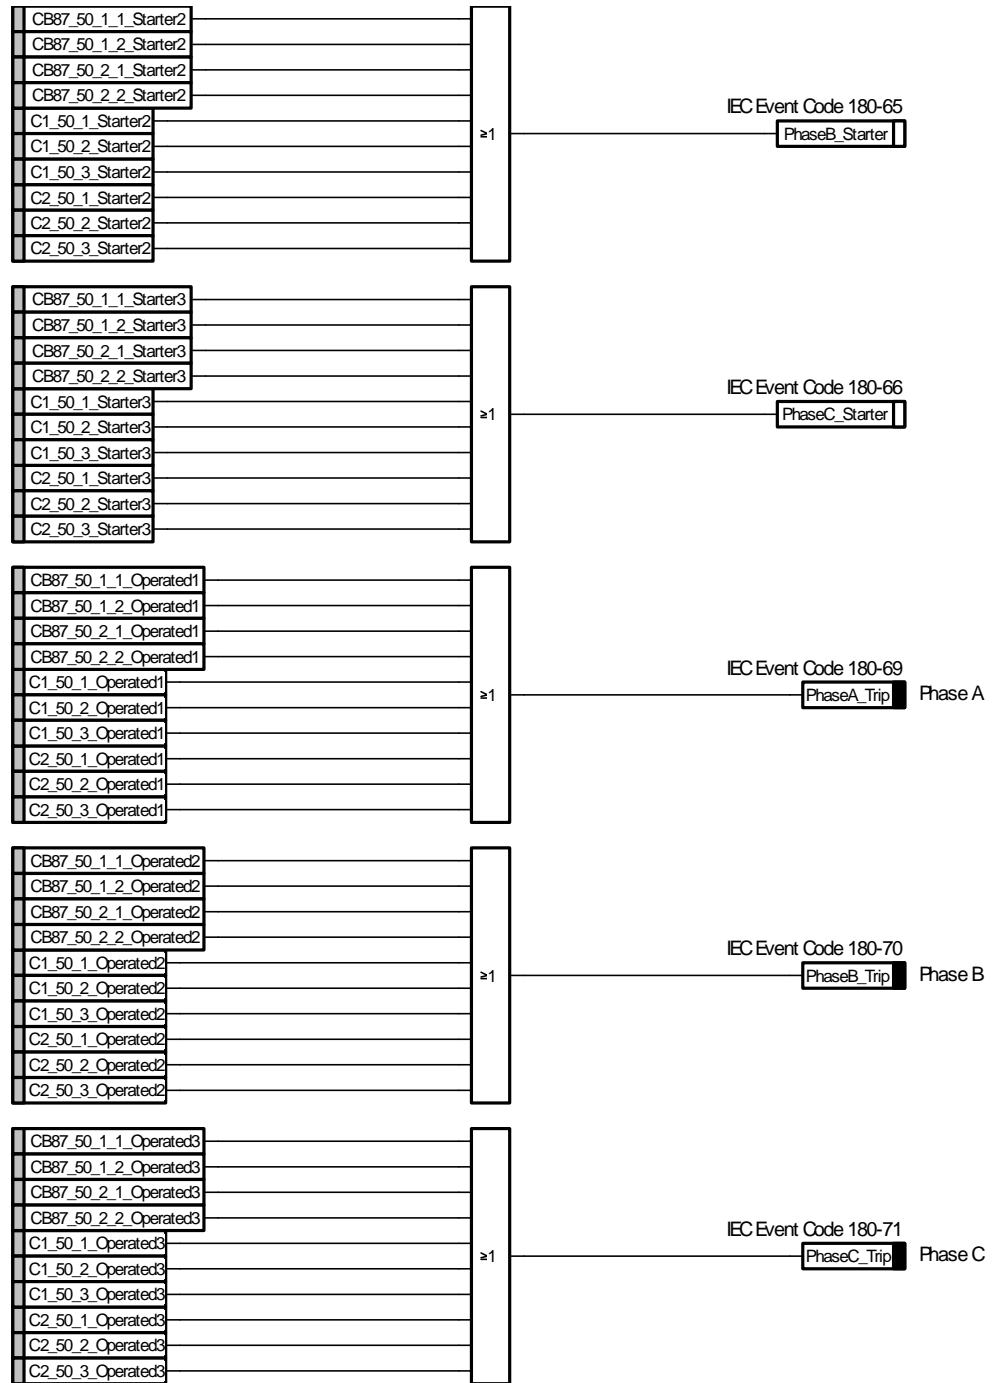 CB87_50_1_1_Starter2
CB87_50_1_2_Starter2
CB87_50_2_1_Starter2
CB87_50_2_2_Starter2
C1_50_1_Starter2
C1_50_2_Starter2
C1_50_3_Starter2
C2_50_1_Starter2
C2_50_2_Starter2
C2_50_3_Starter2
≥1
IEC Event Code 180-65
PhaseB_Starter
CB87_50_1_1_Starter3
CB87_50_1_2_Starter3
CB87_50_2_1_Starter3
CB87_50_2_2_Starter3
C1_50_1_Starter3
C1_50_2_Starter3
C1_50_3_Starter3
C2_50_1_Starter3
C2_50_2_Starter3
C2_50_3_Starter3
≥1
IEC Event Code 180-66
PhaseC_Starter
CB87_50_1_1_Operated1
CB87_50_1_2_Operated1
CB87_50_2_1_Operated1
CB87_50_2_2_Operated1
C1_50_1_Operated1
C1_50_2_Operated1
C1_50_3_Operated1
C2_50_1_Operated1
C2_50_2_Operated1
C2_50_3_Operated1
≥1
IEC Event Code 180-69
PhaseA_Trip Phase A
CB87_50_1_1_Operated2
CB87_50_1_2_Operated2
CB87_50_2_1_Operated2
CB87_50_2_2_Operated2
C1_50_1_Operated2
C1_50_2_Operated2
C1_50_3_Operated2
C2_50_1_Operated2
C2_50_2_Operated2
C2_50_3_Operated2
≥1
IEC Event Code 180-70
PhaseB_Trip Phase B
CB87_50_1_1_Operated3
CB87_50_1_2_Operated3
CB87_50_2_1_Operated3
CB87_50_2_2_Operated3
C1_50_1_Operated3
C1_50_2_Operated3
C1_50_3_Operated3
C2_50_1_Operated3
C2_50_2_Operated3
C2_50_3_Operated3
≥1
IEC Event Code 180-71
PhaseC_Trip Phase C